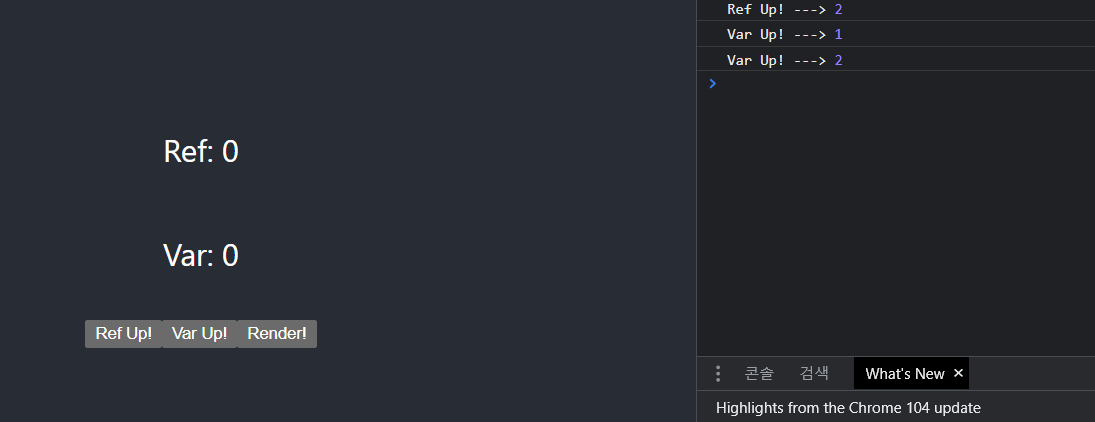 Ref: 0
Var: 0
Ref Up! Var Up! Render!
Ref Up! ---> 2
Var Up! ---> 1
Var Up! ---> 2
>
콘솔 검색 What's New ×
Highlights from the Chrome 104 update